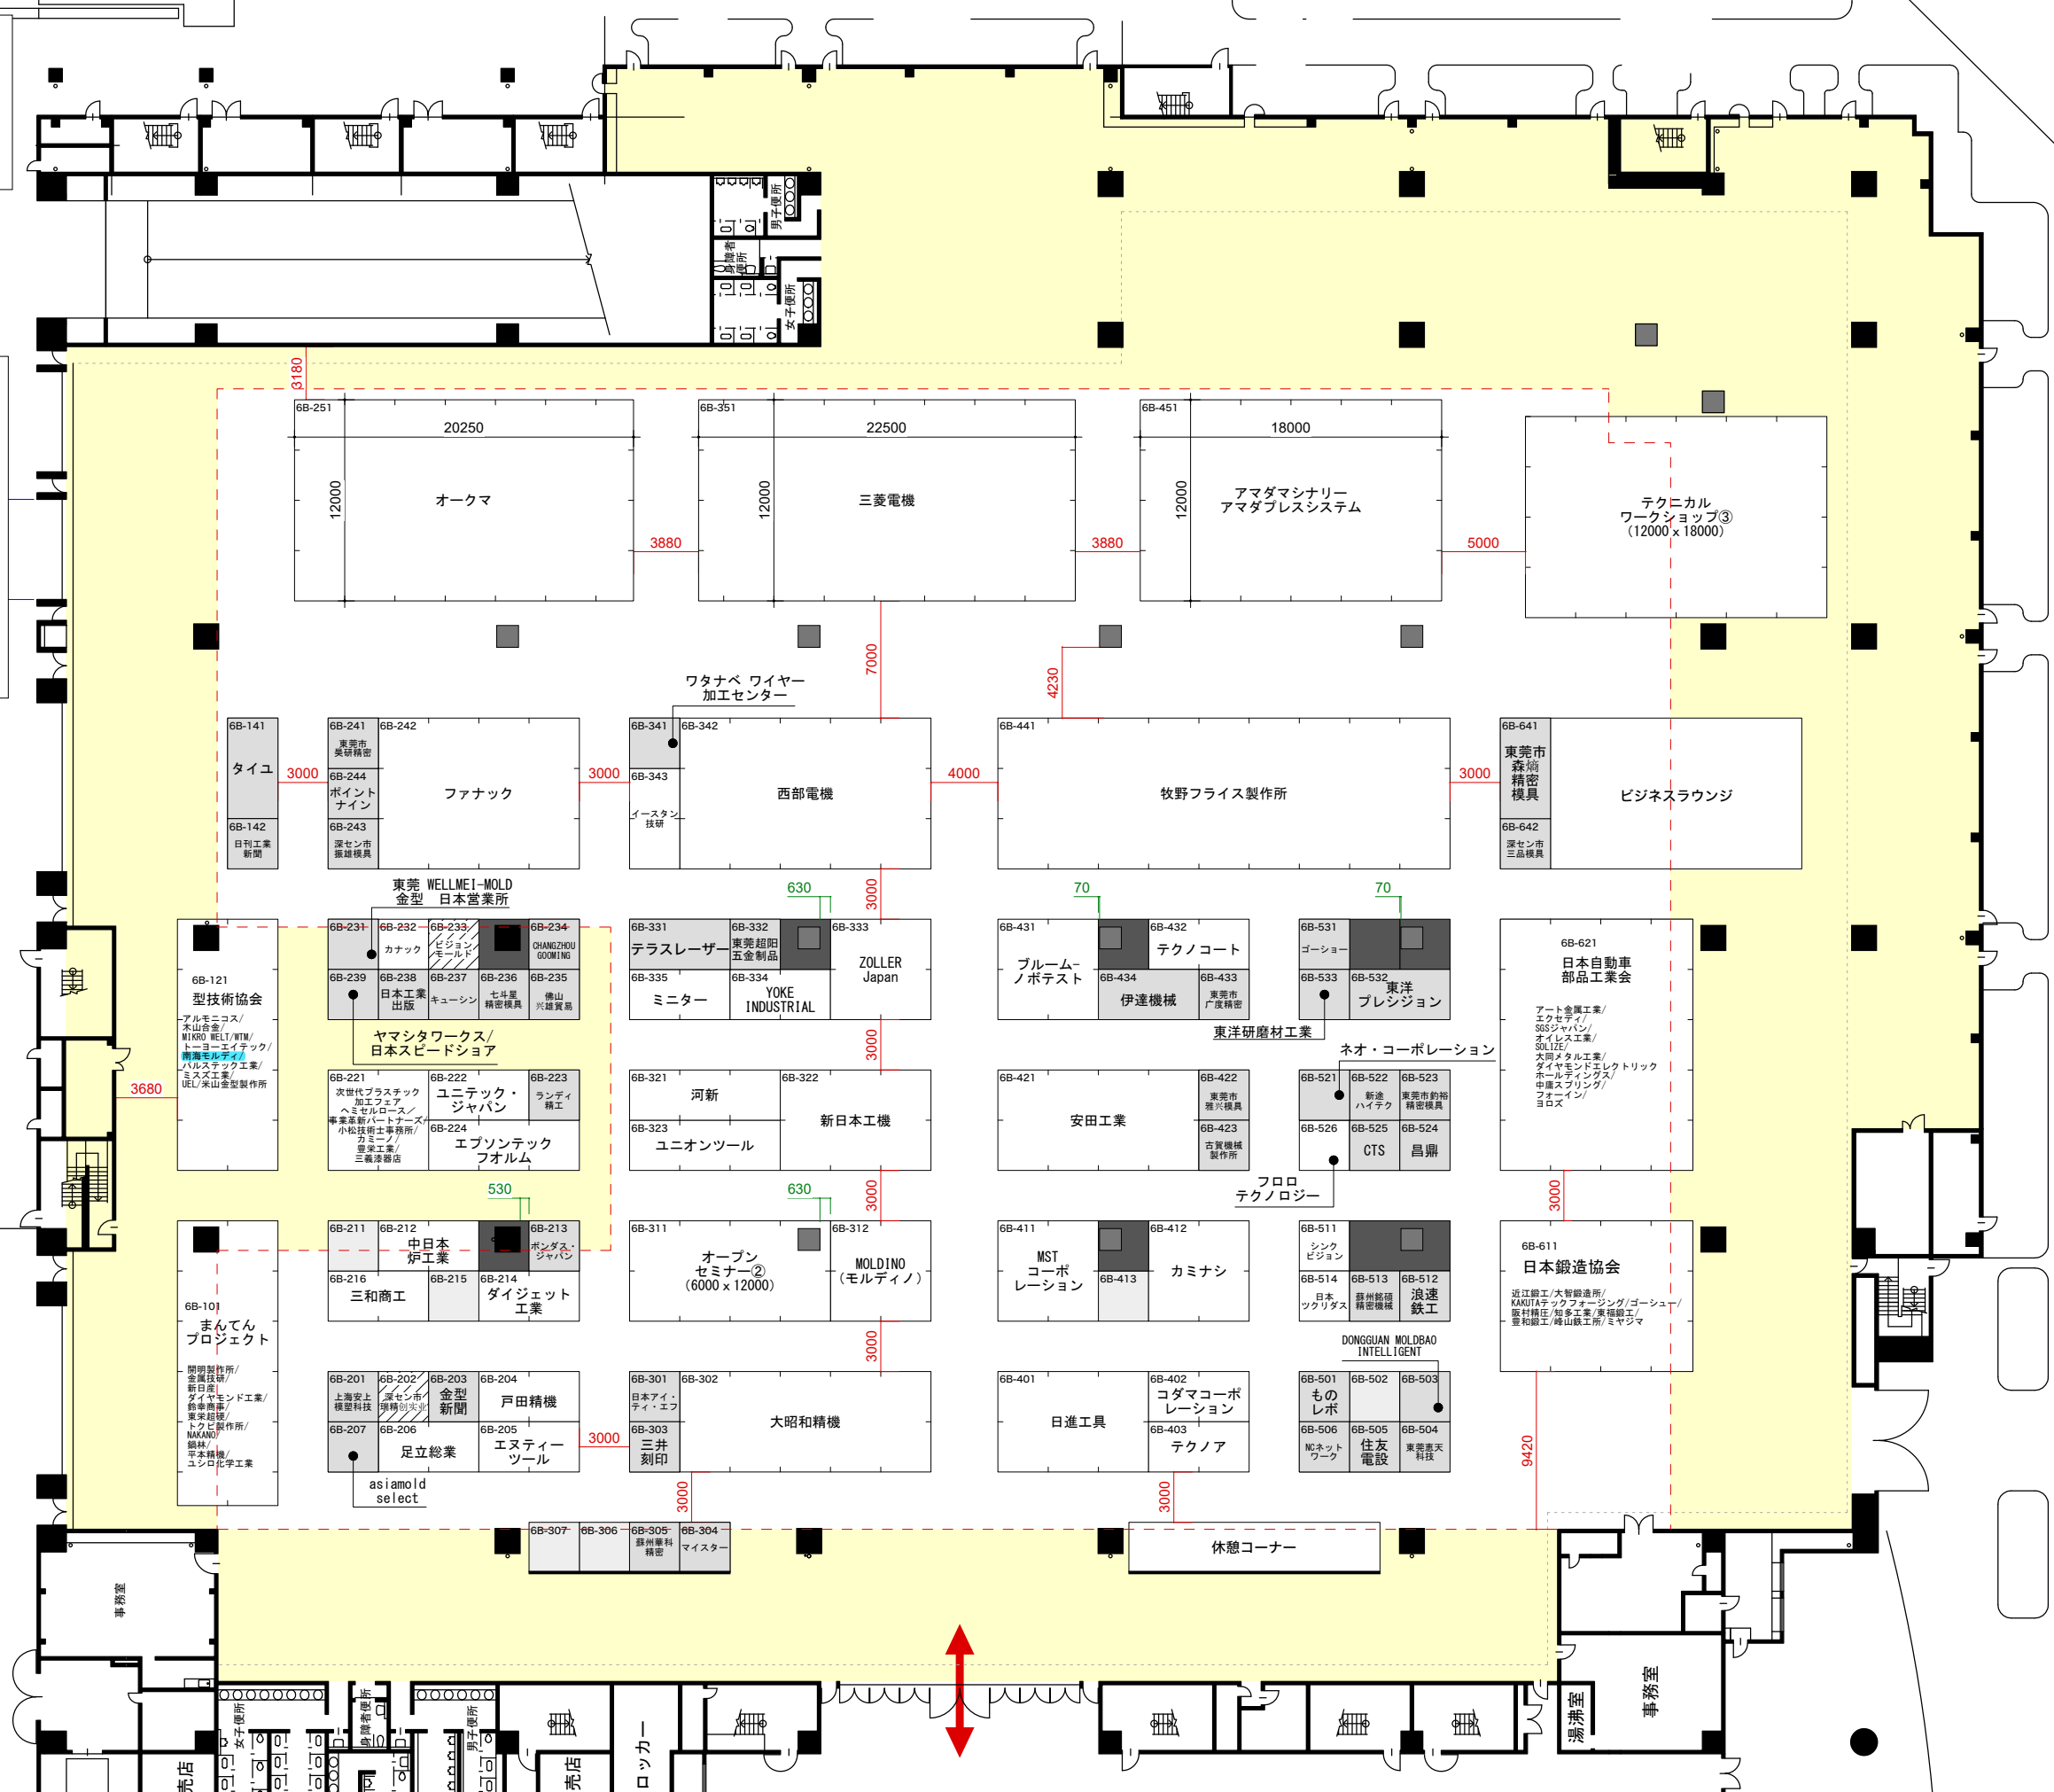 男子便所
身障者
便所
女子便所
3180
6B-251
20250
12000
オークマ
3880
6B-351
22500
12000
三菱電機
3880
6B-451
18000
12000
アマダマシナリー
アマダプレスシステム
5000
テクニカル
ワークショップ③
(12000ｘ18000)
7000
4230
ワタナベ ワイヤー
加工センター
6B-141
タイユ
6B-142
日刊工業
新聞
3000
6B-241
東莞市
昊研精密
6B-244
ポイント
ナイン
6B-243
深セン市
振雄模具
6B-242
ファナック
3000
6B-341
6B-343
イースタン
技研
6B-342
西部電機
4000
6B-441
牧野フライス製作所
3000
6B-641
東莞市
森熵
精密
模具
6B-642
深セン市
三品模具
ビジネスラウンジ
東莞 WELLMEI-MOLD
金型　日本営業所
630
3000
70
70
6B-121
型技術協会
アルモニコス/
木山合金/
MIKRO WELT/WTM/
トーヨーエイテック/
南海モルディ/
パルステック工業/
ミスズ工業/
UEL/米山金型製作所
6B-231
6B-232
カナック
6B-233
ビジョン
モールド
6B-234
CHANGZHOU
GOOMING
6B-239
6B-238
日本工業
出版
6B-237
キューシン
6B-236
七斗星
精密模具
6B-235
佛山
兴雄貿易
ヤマシタワークス/
日本スピードショア
6B-331
テラスレーザー
6B-332
東莞超阳
五金制品
6B-333
ZOLLER
Japan
6B-335
ミニター
6B-334
YOKE
INDUSTRIAL
6B-431
ブルーム-
ノボテスト
6B-432
テクノコート
6B-434
伊達機械
6B-433
東莞市
广度精密
6B-531
ゴーショー
6B-533
6B-532
東洋
プレシジョン
東洋研磨材工業
6B-621
日本自動車
部品工業会
アート金属工業/
エクセディ/
SGSジャパン/
オイレス工業/
SOLIZE/
大同メタル工業/
ダイヤモンドエレクトリック
ホールディングス/
中庸スプリング/
フォーイン/
ヨロズ
3680
3000
ネオ・コーポレーション
6B-221
次世代プラスチック
加工フェア
ヘミセルロース／
事業革新パートナーズ/
小松技術士事務所/
カミーノ/
豊栄工業/
三義漆器店
6B-222
ユニテック・
ジャパン
6B-223
ランディ
精工
6B-224
エプソンテック
フオルム
6B-321
河新
6B-323
ユニオンツール
6B-322
新日本工機
6B-421
安田工業
6B-422
東莞市
雅兴模具
6B-423
古賀機械
製作所
6B-521
6B-522
新途
ハイテク
6B-523
東莞市鈞裕
精密模具
6B-526
6B-525
CTS
6B-524
昌鼎
フロロ
テクノロジー
530
630
3000
3000
6B-101
まんてん
プロジェクト
開明製作所/
金属技研/
新日産
ダイヤモンド工業/
鈴幸商事/
東栄超硬/
トクピ製作所/
NAKANO/
鍋林/
平本精機/
ユシロ化学工業
6B-211
6B-212
中日本
炉工業
6B-213
ボンダス・
ジャパン
6B-216
三和商工
6B-215
6B-214
ダイジェット
工業
6B-311
オープン
セミナー②
(6000ｘ12000)
6B-312
MOLDINO
(モルディノ)
6B-411
MST
コーポ
レーション
6B-412
カミナシ
6B-413
6B-511
シンク
ビジョン
6B-514
日本
ツクリダス
6B-513
蘇州銘碩
精密機械
6B-512
浪速
鉄工
6B-611
日本鍛造協会
近江鍛工/大智鍛造所/
KAKUTAテックフォージング/ゴーシュー/
阪村精圧/知多工業/東福鍛工/
豊和鍛工/峰山鉄工所/ミヤジマ
3000
DONGGUAN MOLDBAO
INTELLIGENT
6B-201
上海安上
模塑科技
6B-202
深セン市
瑞精创实业
6B-203
金型
新聞
6B-204
戸田精機
6B-207
6B-206
足立総業
6B-205
エヌティー
ツール
asiamold
select
3000
6B-301
日本アイ・
ティ・エフ
6B-303
三井
刻印
6B-302
大昭和精機
6B-401
日進工具
6B-402
コダマコーポ
レーション
6B-403
テクノア
6B-501
もの
レボ
6B-502
6B-503
6B-506
NCネット
ワーク
6B-505
住友
電設
6B-504
東莞恵天
科技
9420
3000
3000
6B-307
6B-306
6B-305
蘇州華科
精密
6B-304
マイスター
休憩コーナー
事務室
女子便所
身障者便所
男子便所
売店
売店
ロッカー
湯沸室
事務室